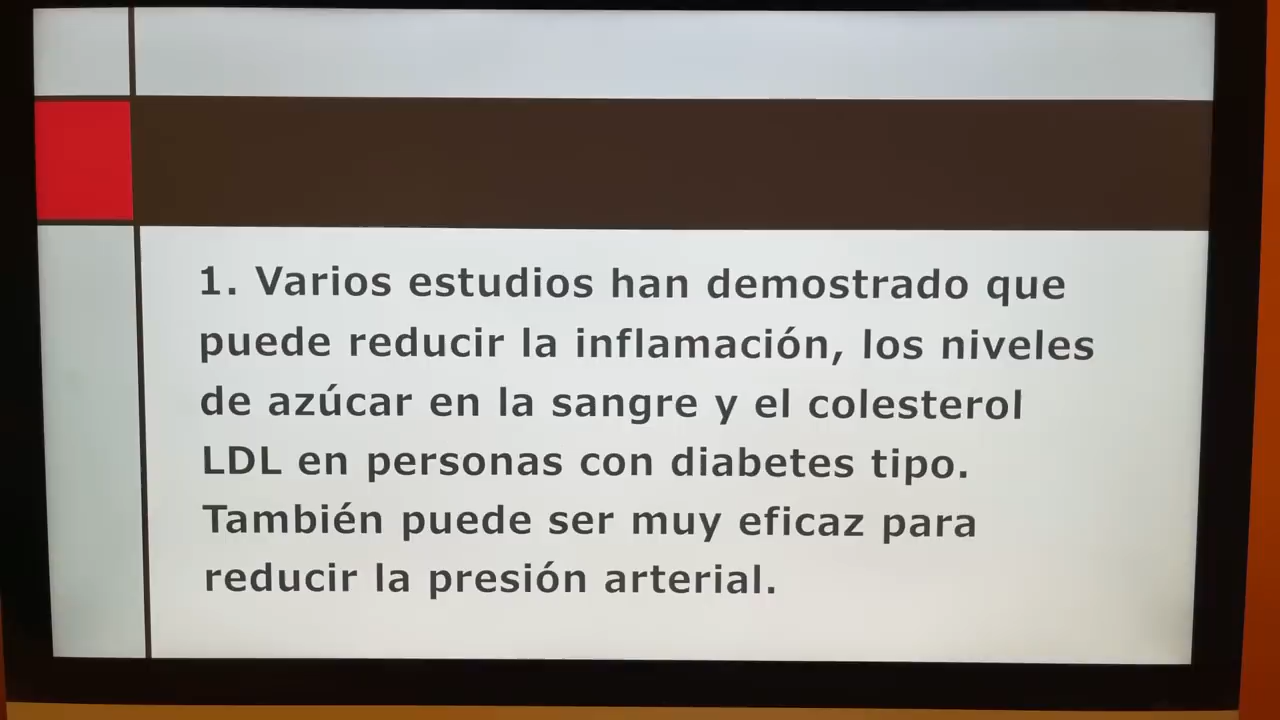 1. Varios estudios han demostrado que
puede reducir la inflamación, los niveles
de azúcar en la sangre y el colesterol
LDL en personas con diabetes tipo.
También puede ser muy eficaz para
reducir la presión arterial.